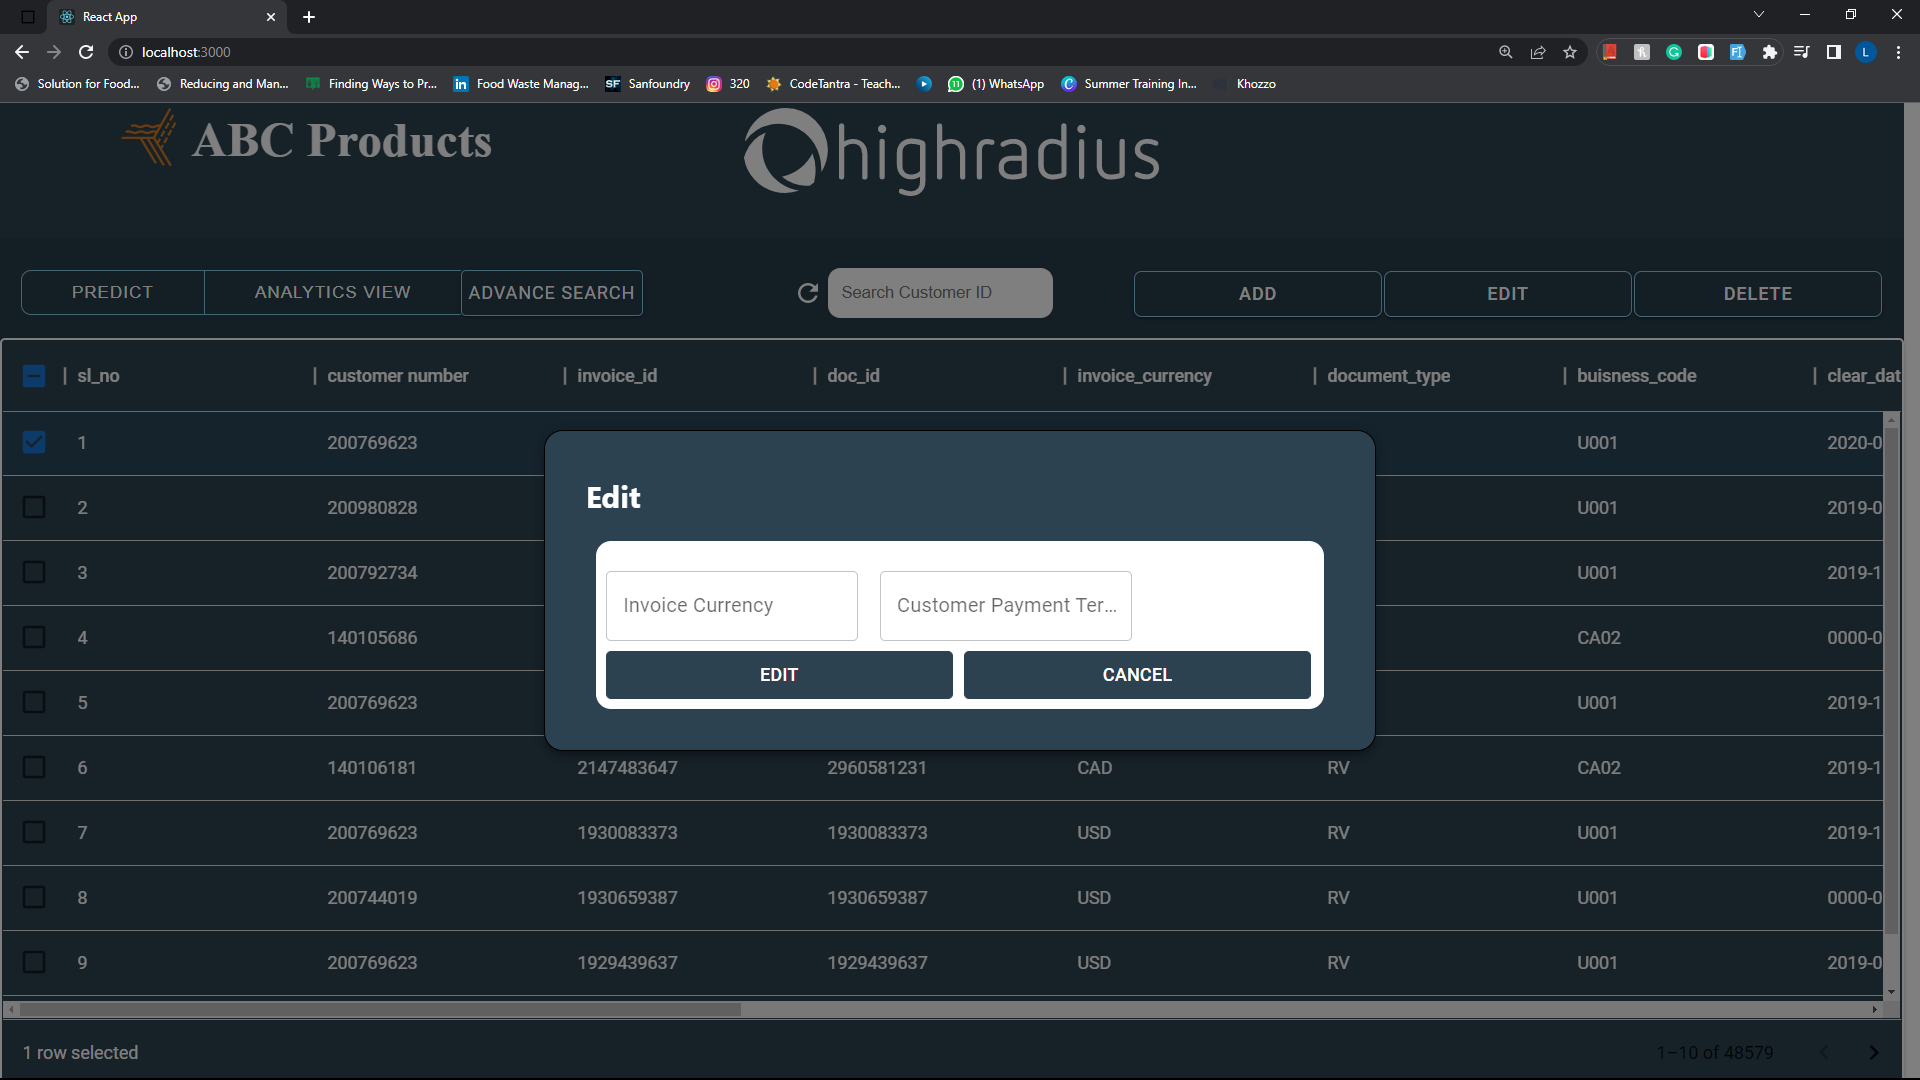 React App
localhost:3000
Solution for Food... Reducing and Man... Finding Ways to Pr... in Food Waste Manag... SF Sanfoundry 320 CodeTantra - Teach... (1) WhatsApp Summer Training In... Khozzo
ABC Products highradius
PREDICT ANALYTICS VIEW ADVANCE SEARCH Search Customer ID ADD EDIT DELETE
sl_no customer number invoice_id doc_id invoice_currency document_type buisness_code clear_dat
1 200769623 U001 2020-0
2 200980828 U001 2019-0
3 200792734 U001 2019-1
4 140105686 CA02 0000-0
5 200769623 U001 2019-1
6 140106181 2147483647 2960581231 CAD RV CA02 2019-1
7 200769623 1930083373 1930083373 USD RV U001 2019-1
8 200744019 1930659387 1930659387 USD RV U001 0000-0
9 200769623 1929439637 1929439637 USD RV U001 2019-0
Edit
Invoice Currency Customer Payment Ter...
EDIT CANCEL
1 row selected 1–10 of 48579